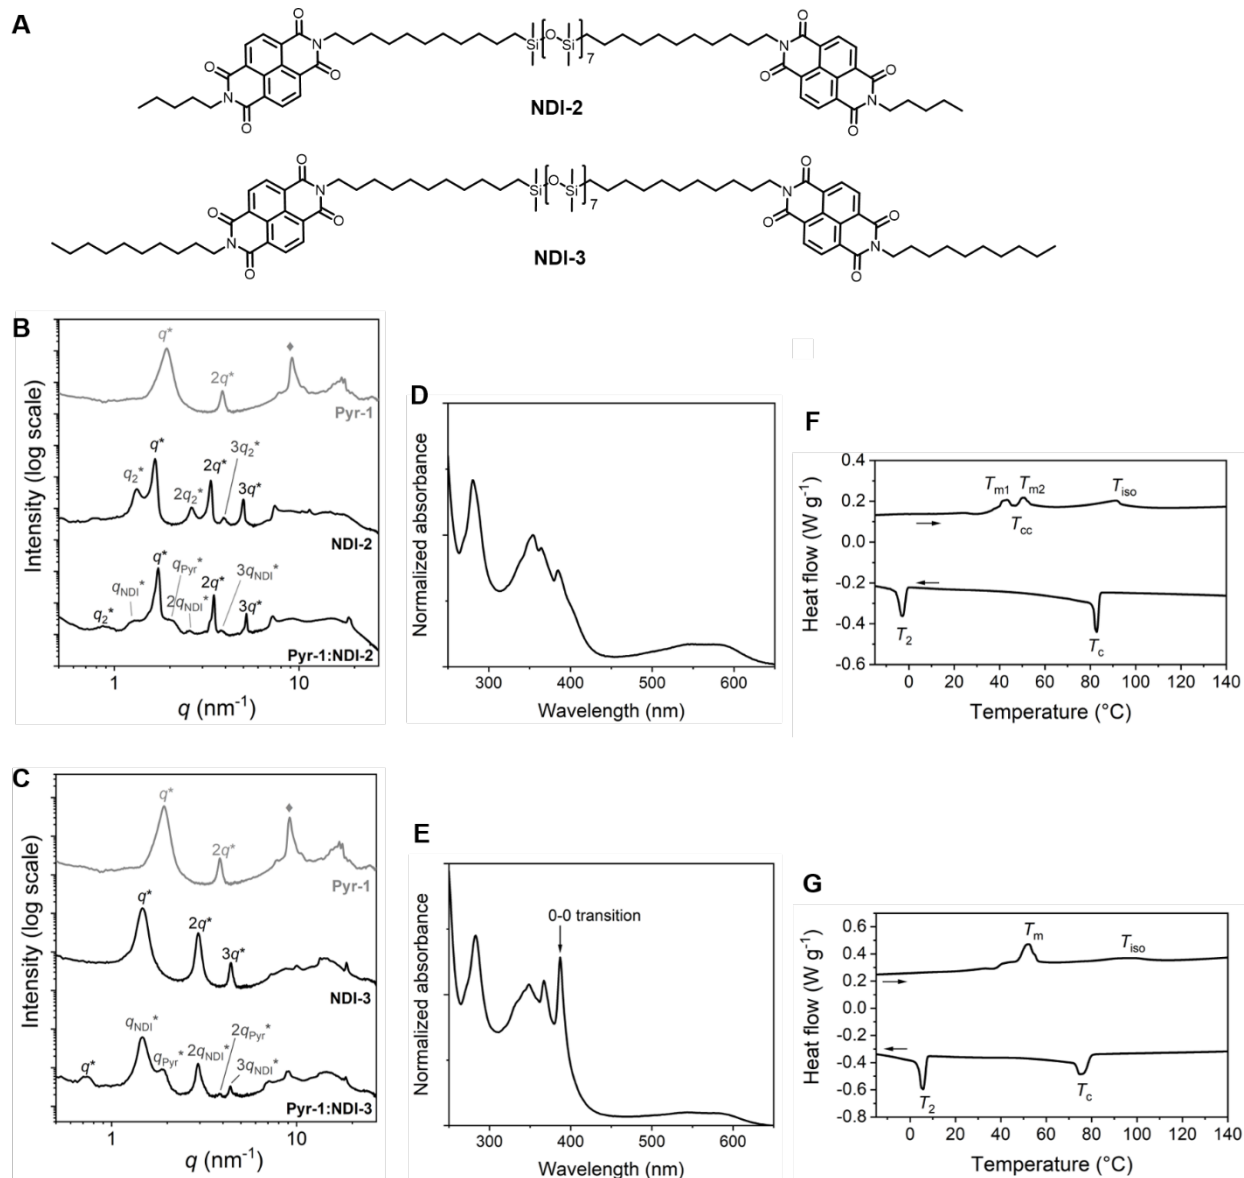 A
O
O
N
N
O
O
Si
O
Si
7
O
O
N
N
O
O
NDI-2
O
O
N
N
O
O
Si
O
Si
7
O
O
N
N
O
O
NDI-3
B
Intensity (log scale)
q*
2q*
♦
Pyr-1
q2*
q*
2q2*
2q*
3q2*
3q*
NDI-2
q2*
qNDI*
q*
qPyr*
2qNDI*
2q*
3qNDI*
3q*
Pyr-1:NDI-2
1
10
q (nm⁻¹)
D
Normalized absorbance
300
400
500
600
Wavelength (nm)
F
Heat flow (W g⁻¹)
0.4
0.2
0.0
-0.2
-0.4
-0.6
Tm1
Tm2
Tcc
Tiso
T2
Tc
0
20
40
60
80
100
120
140
Temperature (°C)
C
Intensity (log scale)
q*
2q*
♦
Pyr-1
q*
2q*
3q*
NDI-3
q*
qNDI*
qPyr*
2qNDI*
2qPyr*
3qNDI*
Pyr-1:NDI-3
1
10
q (nm⁻¹)
E
Normalized absorbance
0-0 transition
300
400
500
600
Wavelength (nm)
G
Heat flow (W g⁻¹)
0.6
0.4
0.2
0.0
-0.2
-0.4
-0.6
-0.8
Tm
Tiso
T2
Tc
0
20
40
60
80
100
120
140
Temperature (°C)